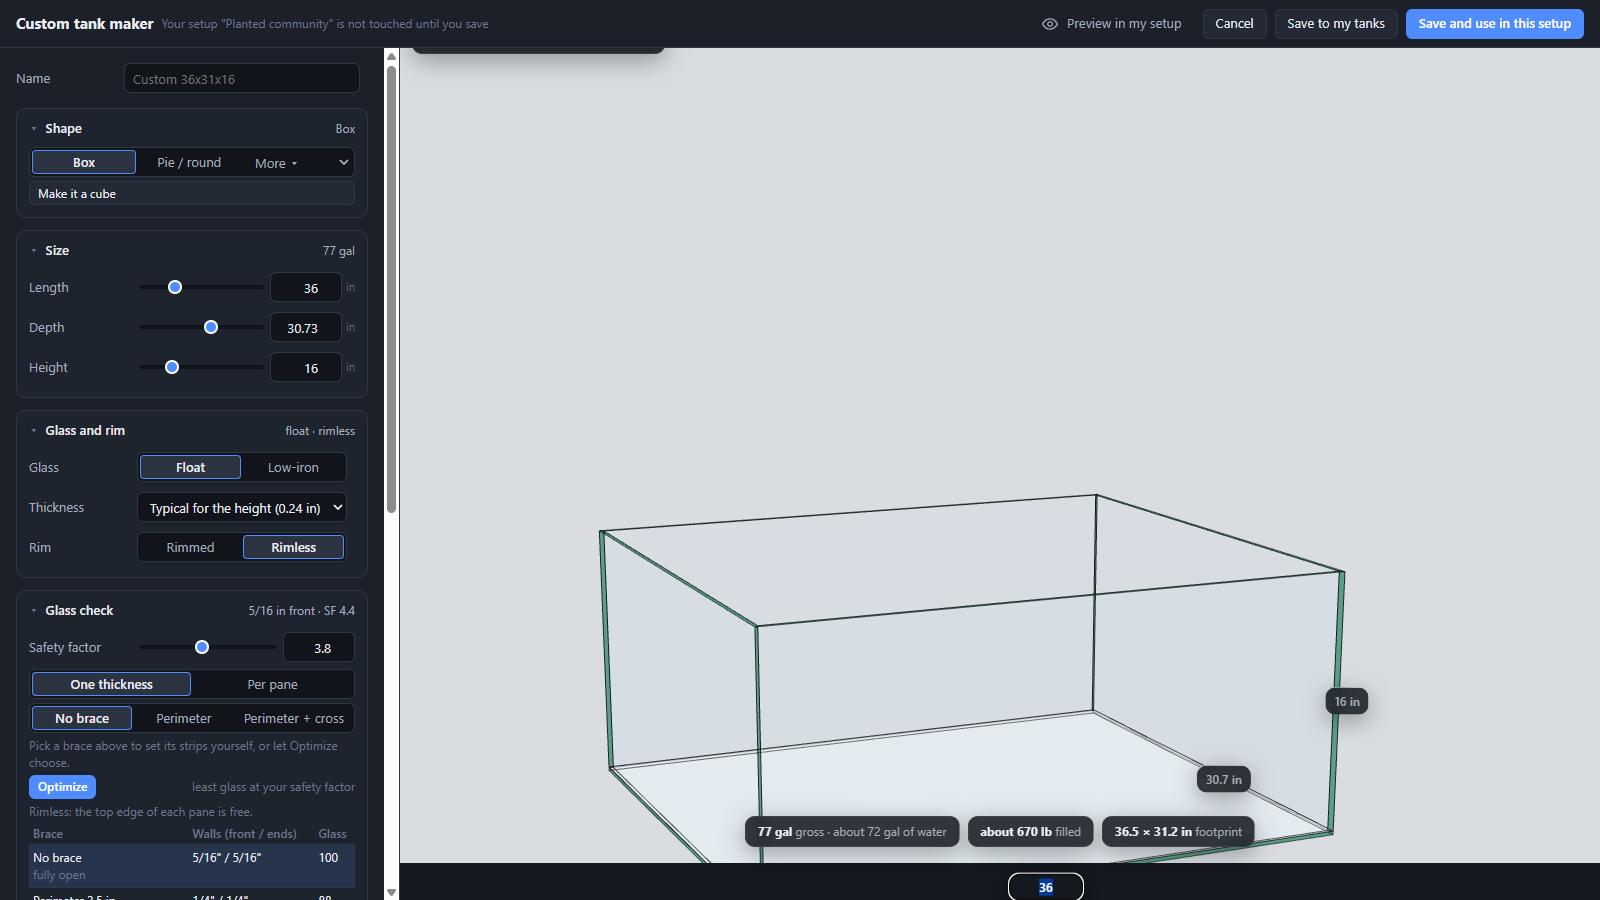 Custom tank maker Your setup "Planted community" is not touched until you save
Preview in my setup Cancel Save to my tanks Save and use in this setup
Name Custom 36x31x16
Shape Box
Box Pie / round More
Make it a cube
Size 77 gal
Length 36 in
Depth 30.73 in
Height 16 in
Glass and rim float · rimless
Glass Float Low-iron
Thickness Typical for the height (0.24 in)
Rim Rimmed Rimless
Glass check 5/16 in front · SF 4.4
Safety factor 3.8
One thickness Per pane
No brace Perimeter Perimeter + cross
Pick a brace above to set its strips yourself, or let Optimize
choose.
Optimize least glass at your safety factor
Rimless: the top edge of each pane is free.
Brace Walls (front / ends) Glass
No brace 5/16" / 5/16" 100
fully open
16 in
30.7 in
77 gal gross · about 72 gal of water
about 670 lb filled
36.5 × 31.2 in footprint
36